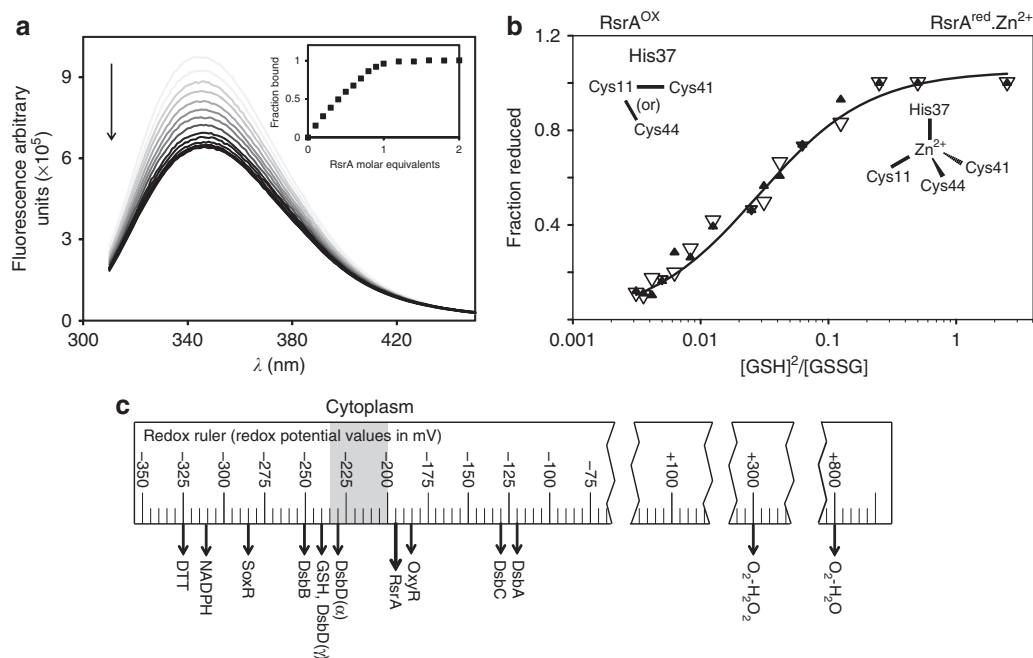 a
Fluorescence arbitrary
units (×10⁵)
9
6
3
0
300
340
380
420
λ (nm)
Fraction bound
1
0.5
0
0
1
2
RsrA molar equivalents
b
RsrAᴼˣ
RsrAʳᵉᵈ.Zn²⁺
Fraction reduced
1.2
0.8
0.4
0.001
0.01
0.1
1
[GSH]²/[GSSG]
His37
Cys11
Cys41
(or)
Cys44
His37
Zn²⁺
Cys11
Cys44
Cys41
c
Cytoplasm
Redox ruler (redox potential values in mV)
−350
−325
−300
−275
−250
−225
−200
−175
−150
−125
−100
−75
+100
+300
+800
DTT
NADPH
SoxR
DsbB
GSH, DsbD(γ)
DsbD(α)
RsrA
OxyR
DsbC
DsbA
O₂-H₂O₂
O₂-H₂O